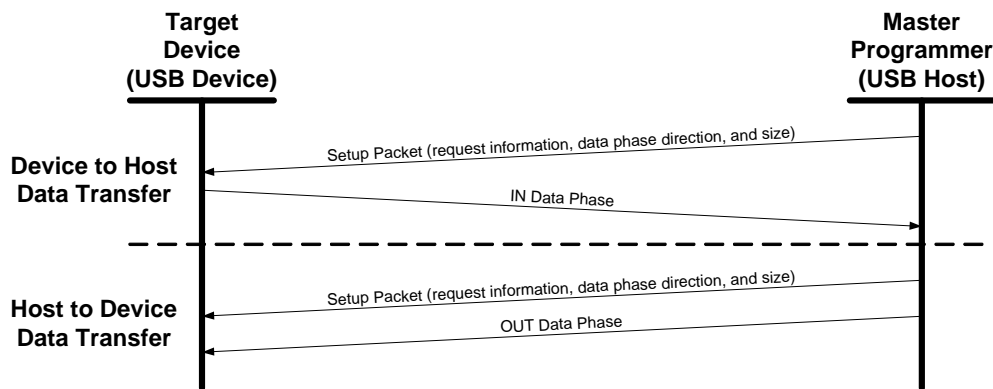 Target
Device
(USB Device)
Master
Programmer
(USB Host)
Device to Host
Data Transfer
Setup Packet (request information, data phase direction, and size)
IN Data Phase
Host to Device
Data Transfer
Setup Packet (request information, data phase direction, and size)
OUT Data Phase